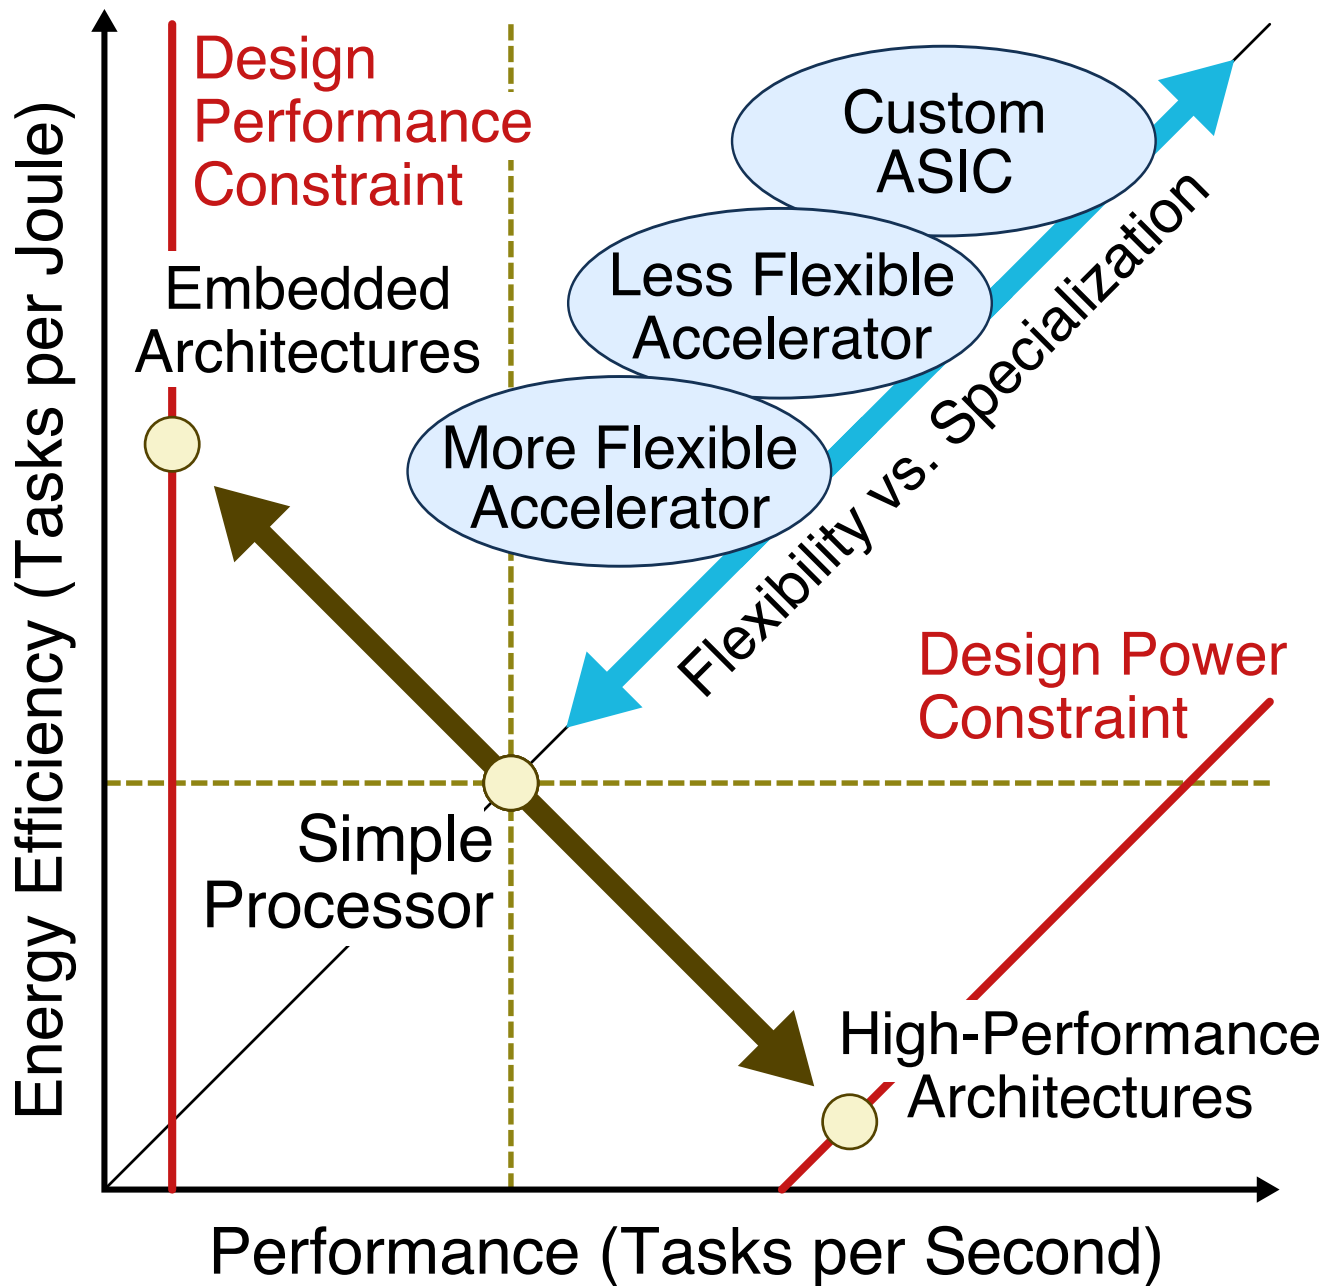 Design
Performance
Constraint
Custom
ASIC
Embedded
Architectures
Less Flexible
Accelerator
More Flexible
Accelerator
Flexibility vs. Specialization
Design Power
Constraint
Simple
Processor
High-Performance
Architectures
Energy Efficiency (Tasks per Joule)
Performance (Tasks per Second)